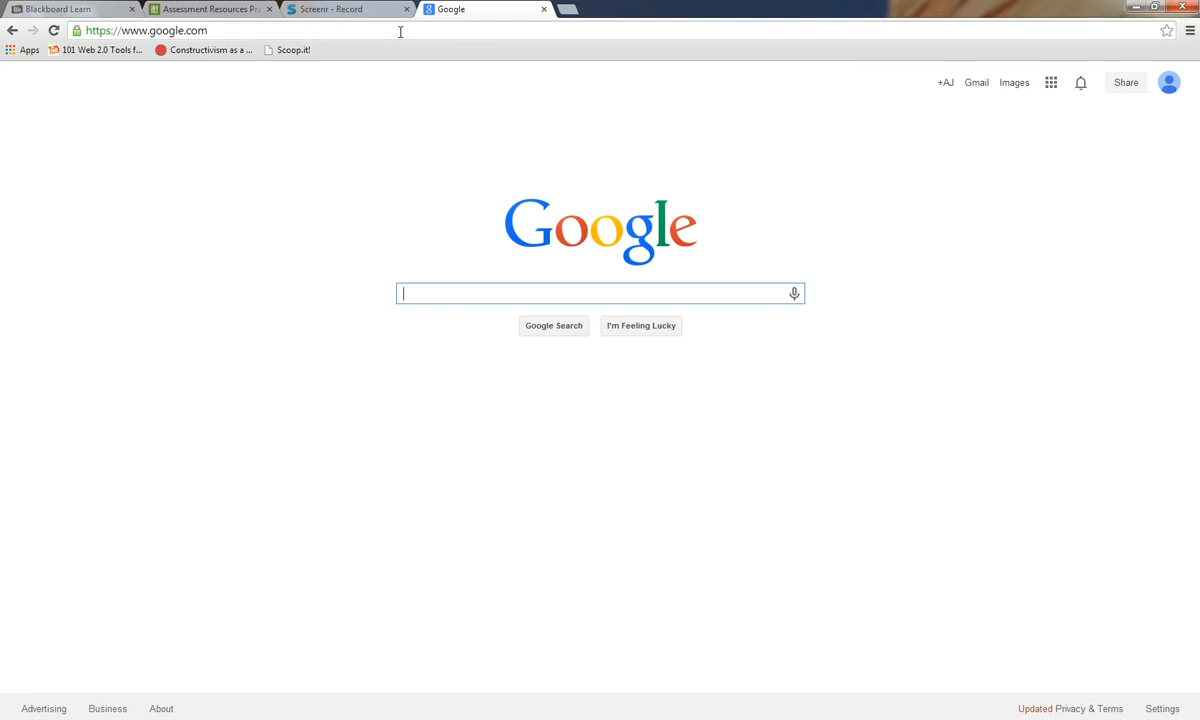 Blackboard Learn
Assessment Resources Pr
Screenr - Record
Google
https://www.google.com
Apps
101 Web 2.0 Tools f...
Constructivism as a ...
Scoop.it!
+AJ
Gmail
Images
Share
Google
Google Search
I'm Feeling Lucky
Advertising
Business
About
Updated Privacy & Terms
Settings